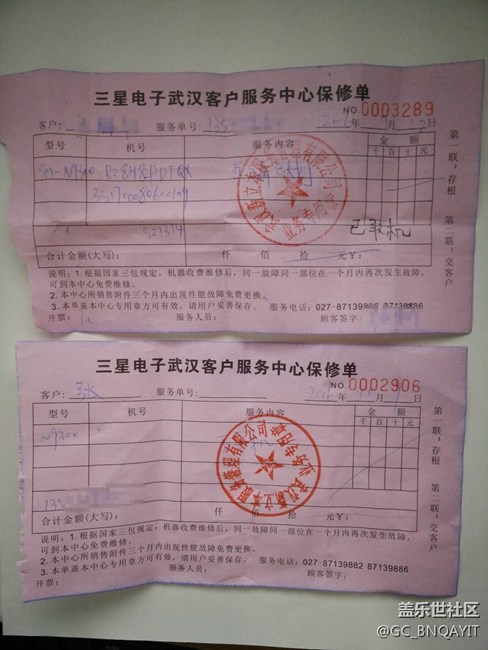 三星电子武汉客户服务中心保修单
NO 0003289
客户: 服务单号: 135 年 月
型号 机号 服务内容 金额
千 百 十 元
第一联,存根 第二联,交客户
已取机
合计金额(大写): 仟 佰 拾 元¥:
说明:1.根据国家三包规定,机器收费维修后,同一故障同一部位在一个月内再次发生故障,
可到本中心免费维修。
2.本中心所销售附件三个月内出现性能故障免费更换。
3.本单盖本中心专用章方可有效,请用户妥善保存。 服务电话:027-87139882 87139886
开票: 服务人员: 顾客签字:
三星电子武汉客户服务中心保修单
NO 0002906
客户: 服务单号: 年 月
型号 机号 服务内容 金额
千 百 十 元
N9300
第一联,存根 第二联,交客户
合计金额(大写): 仟 佰 拾 元¥:
说明:1.根据国家三包规定,机器收费维修后,同一故障同一部位在一个月内再次发生故障,
可到本中心免费维修。
2.本中心所销售附件三个月内出现性能故障免费更换。
3.本单盖本中心专用章方可有效,请用户妥善保存。 服务电话:027-87139882 87139886
开票: 服务人员: 顾客签字:
盖乐世社区
@GC_BNQAYIT